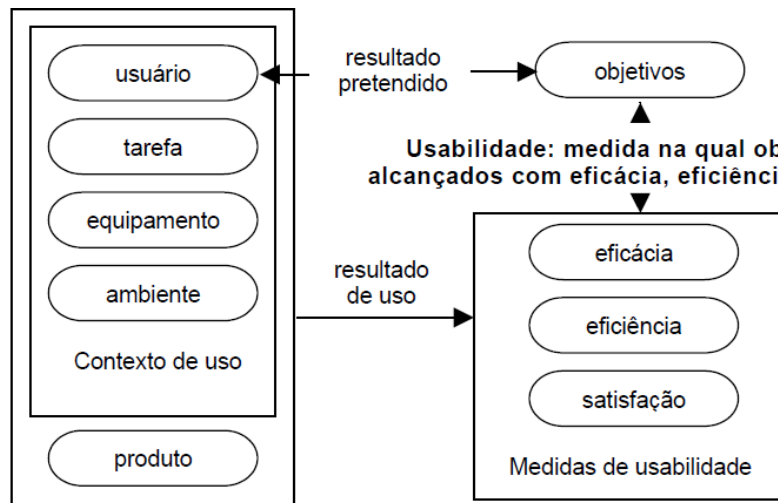 usuário
tarefa
equipamento
ambiente
Contexto de uso
produto
resultado
pretendido
objetivos
Usabilidade: medida na qual ob
alcançados com eficácia, eficiênci
resultado
de uso
eficácia
eficiência
satisfação
Medidas de usabilidade